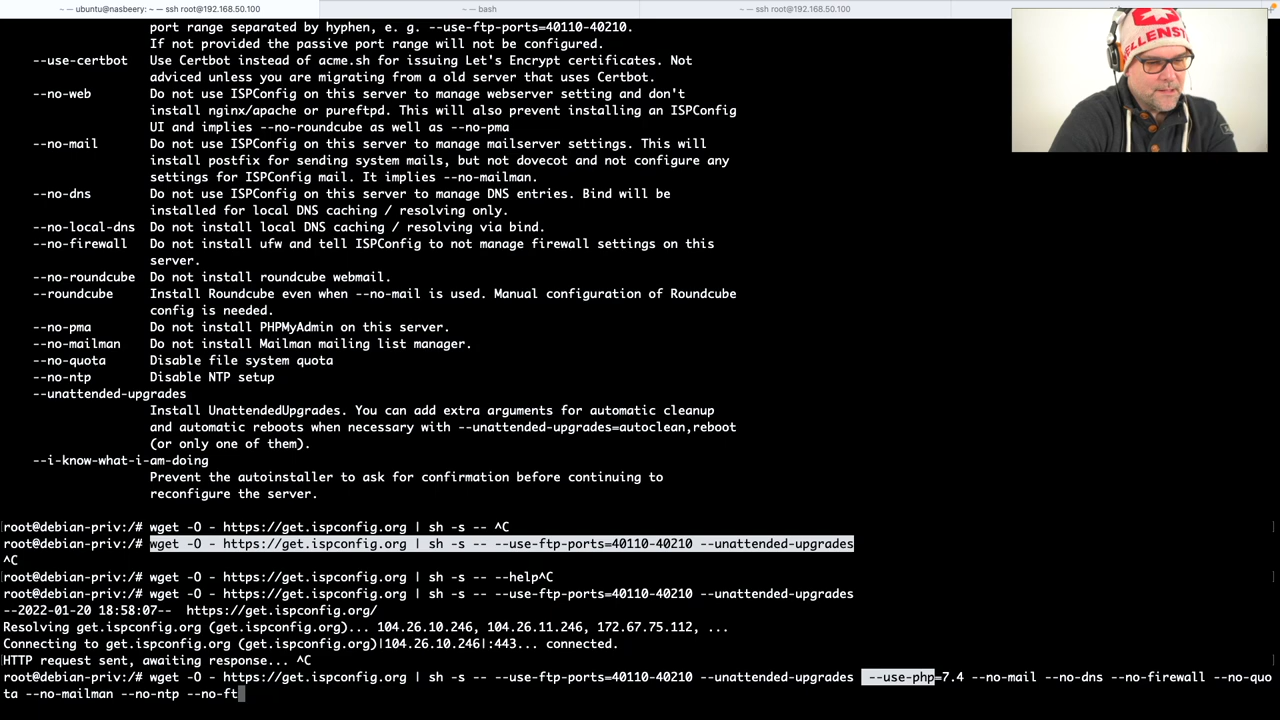 ~ -- ubuntu@nasbeery: ~ -- ssh root@192.168.50.100
~ -- bash
~ -- ssh root@192.168.50.100
port range separated by hyphen, e. g. --use-ftp-ports=40110-40210.
If not provided the passive port range will not be configured.
--use-certbot Use Certbot instead of acme.sh for issuing Let's Encrypt certificates. Not
adviced unless you are migrating from a old server that uses Certbot.
--no-web Do not use ISPConfig on this server to manage webserver setting and don't
install nginx/apache or pureftpd. This will also prevent installing an ISPConfig
UI and implies --no-roundcube as well as --no-pma
--no-mail Do not use ISPConfig on this server to manage mailserver settings. This will
install postfix for sending system mails, but not dovecot and not configure any
settings for ISPConfig mail. It implies --no-mailman.
--no-dns Do not use ISPConfig on this server to manage DNS entries. Bind will be
installed for local DNS caching / resolving only.
--no-local-dns Do not install local DNS caching / resolving via bind.
--no-firewall Do not install ufw and tell ISPConfig to not manage firewall settings on this
server.
--no-roundcube Do not install roundcube webmail.
--roundcube Install Roundcube even when --no-mail is used. Manual configuration of Roundcube
config is needed.
--no-pma Do not install PHPMyAdmin on this server.
--no-mailman Do not install Mailman mailing list manager.
--no-quota Disable file system quota
--no-ntp Disable NTP setup
--unattended-upgrades
Install UnattendedUpgrades. You can add extra arguments for automatic cleanup
and automatic reboots when necessary with --unattended-upgrades=autoclean,reboot
(or only one of them).
--i-know-what-i-am-doing
Prevent the autoinstaller to ask for confirmation before continuing to
reconfigure the server.
root@debian-priv:/# wget -O - https://get.ispconfig.org | sh -s -- ^C
root@debian-priv:/# wget -O - https://get.ispconfig.org | sh -s -- --use-ftp-ports=40110-40210 --unattended-upgrades
^C
root@debian-priv:/# wget -O - https://get.ispconfig.org | sh -s -- --help^C
root@debian-priv:/# wget -O - https://get.ispconfig.org | sh -s -- --use-ftp-ports=40110-40210 --unattended-upgrades
--2022-01-20 18:58:07-- https://get.ispconfig.org/
Resolving get.ispconfig.org (get.ispconfig.org)... 104.26.10.246, 104.26.11.246, 172.67.75.112, ...
Connecting to get.ispconfig.org (get.ispconfig.org)|104.26.10.246|:443... connected.
HTTP request sent, awaiting response... ^C
root@debian-priv:/# wget -O - https://get.ispconfig.org | sh -s -- --use-ftp-ports=40110-40210 --unattended-upgrades --use-php=7.4 --no-mail --no-dns --no-firewall --no-quo
ta --no-mailman --no-ntp --no-ft